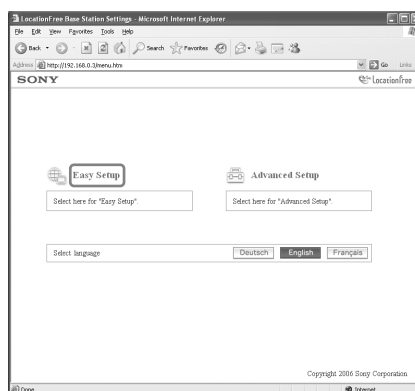 LocationFree Base Station Settings - Microsoft Internet Explorer
File Edit View Favorites Tools Help
Back Search Favorites
Address http://192.168.0.3/menu.htm Go Links
SONY LocationFree
Easy Setup Advanced Setup
Select here for "Easy Setup". Select here for "Advanced Setup".
Select language Deutsch English Français
Copyright 2006 Sony Corporation
Done Internet